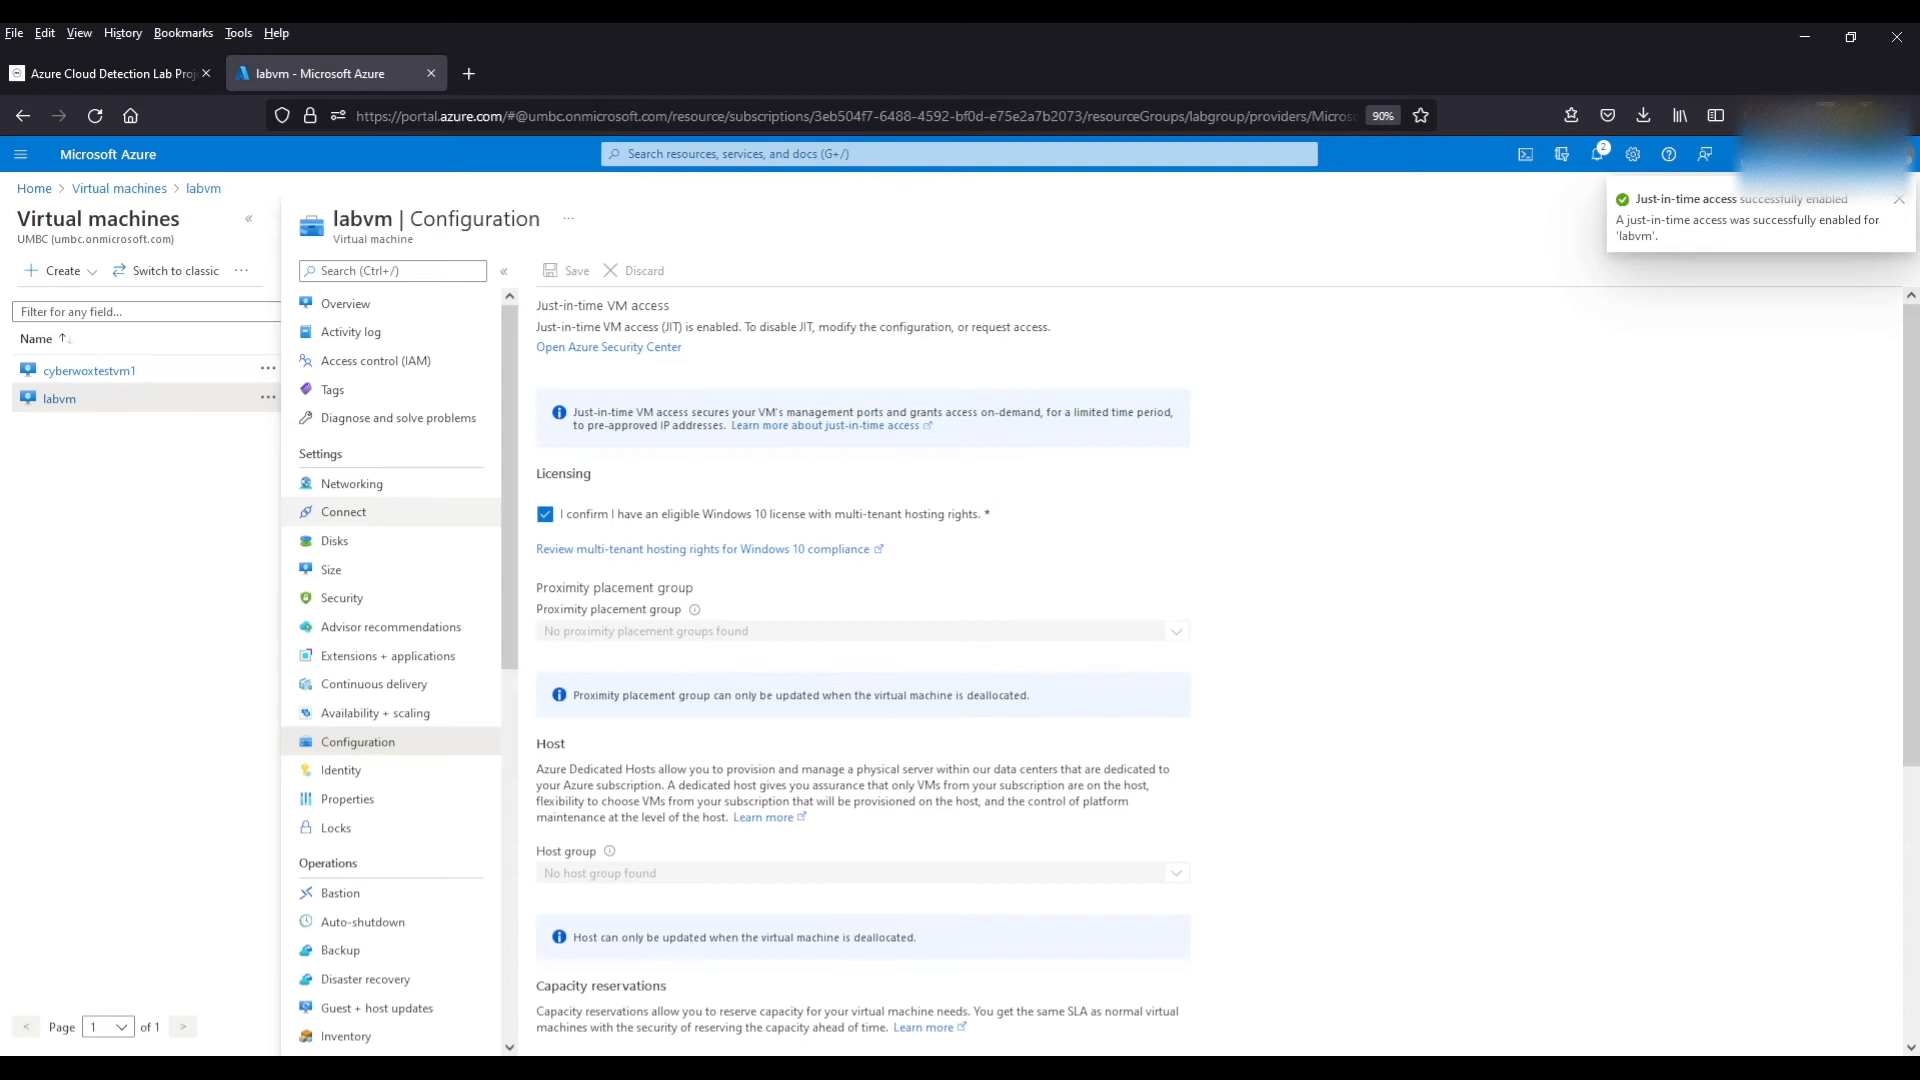 File Edit View History Bookmarks Tools Help
Azure Cloud Detection Lab Proj
labvm - Microsoft Azure
https://portal.azure.com/#@umbc.onmicrosoft.com/resource/subscriptions/3eb504f7-6488-4592-bf0d-e75e2a7b2073/resourceGroups/labgroup/providers/Micros
90%
Microsoft Azure
Search resources, services, and docs (G+/)
2
Home > Virtual machines > labvm
Just-in-time access successfully enabled
A just-in-time access was successfully enabled for
'labvm'.
Virtual machines
UMBC (umbc.onmicrosoft.com)
Create
Switch to classic
Filter for any field...
Name
cyberwoxtestvm1
labvm
Page 1 of 1
labvm | Configuration
Virtual machine
Search (Ctrl+/)
Overview
Activity log
Access control (IAM)
Tags
Diagnose and solve problems
Settings
Networking
Connect
Disks
Size
Security
Advisor recommendations
Extensions + applications
Continuous delivery
Availability + scaling
Configuration
Identity
Properties
Locks
Operations
Bastion
Auto-shutdown
Backup
Disaster recovery
Guest + host updates
Inventory
Save Discard
Just-in-time VM access
Just-in-time VM access (JIT) is enabled. To disable JIT, modify the configuration, or request access.
Open Azure Security Center
Just-in-time VM access secures your VM's management ports and grants access on-demand, for a limited time period,
to pre-approved IP addresses. Learn more about just-in-time access
Licensing
I confirm I have an eligible Windows 10 license with multi-tenant hosting rights. *
Review multi-tenant hosting rights for Windows 10 compliance
Proximity placement group
Proximity placement group
No proximity placement groups found
Proximity placement group can only be updated when the virtual machine is deallocated.
Host
Azure Dedicated Hosts allow you to provision and manage a physical server within our data centers that are dedicated to
your Azure subscription. A dedicated host gives you assurance that only VMs from your subscription are on the host,
flexibility to choose VMs from your subscription that will be provisioned on the host, and the control of platform
maintenance at the level of the host. Learn more
Host group
No host group found
Host can only be updated when the virtual machine is deallocated.
Capacity reservations
Capacity reservations allow you to reserve capacity for your virtual machine needs. You get the same SLA as normal virtual
machines with the security of reserving the capacity ahead of time. Learn more